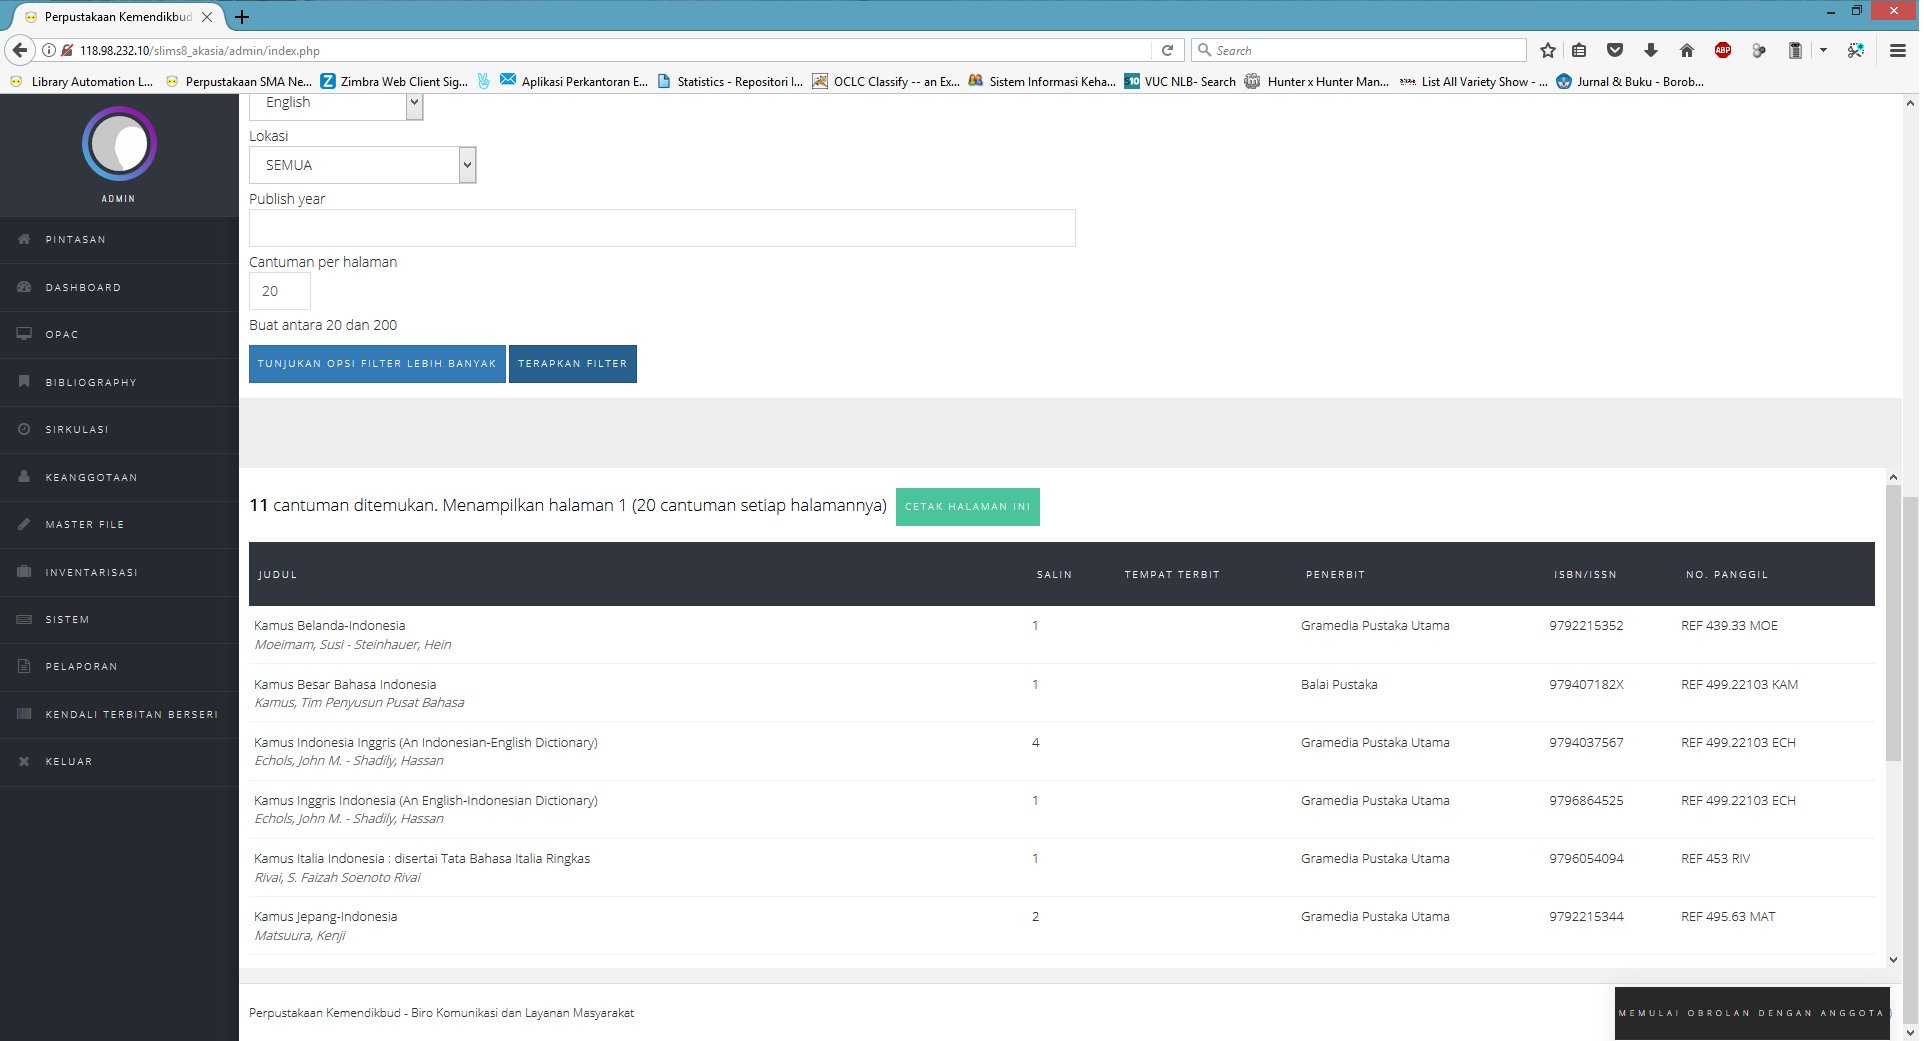 Perpustakaan Kemendikbud
118.98.232.10/slims8_akasia/admin/index.php
Search
ABP
Library Automation L...
Perpustakaan SMA Ne...
Zimbra Web Client Sig...
Aplikasi Perkantoran E...
Statistics - Repositori I...
OCLC Classify -- an Ex...
Sistem Informasi Keha...
VUC NLB- Search
Hunter x Hunter Man...
List All Variety Show - ...
Jurnal & Buku - Borob...
ADMIN
PINTASAN
DASHBOARD
OPAC
BIBLIOGRAPHY
SIRKULASI
KEANGGOTAAN
MASTER FILE
INVENTARISASI
SISTEM
PELAPORAN
KENDALI TERBITAN BERSERI
KELUAR
English
Lokasi
SEMUA
Publish year
Cantuman per halaman
20
Buat antara 20 dan 200
TUNJUKAN OPSI FILTER LEBIH BANYAK
TERAPKAN FILTER
11 cantuman ditemukan. Menampilkan halaman 1 (20 cantuman setiap halamannya)
CETAK HALAMAN INI
JUDUL SALIN TEMPAT TERBIT PENERBIT ISBN/ISSN NO. PANGGIL
Kamus Belanda-Indonesia 1 Gramedia Pustaka Utama 9792215352 REF 439.33 MOE
Moeimam, Susi - Steinhauer, Hein
Kamus Besar Bahasa Indonesia 1 Balai Pustaka 979407182X REF 499.22103 KAM
Kamus, Tim Penyusun Pusat Bahasa
Kamus Indonesia Inggris (An Indonesian-English Dictionary) 4 Gramedia Pustaka Utama 9794037567 REF 499.22103 ECH
Echols, John M. - Shadily, Hassan
Kamus Inggris Indonesia (An English-Indonesian Dictionary) 1 Gramedia Pustaka Utama 9796864525 REF 499.22103 ECH
Echols, John M. - Shadily, Hassan
Kamus Italia Indonesia : disertai Tata Bahasa Italia Ringkas 1 Gramedia Pustaka Utama 9796054094 REF 453 RIV
Rivai, S. Faizah Soenoto Rivai
Kamus Jepang-Indonesia 2 Gramedia Pustaka Utama 9792215344 REF 495.63 MAT
Matsuura, Kenji
Perpustakaan Kemendikbud - Biro Komunikasi dan Layanan Masyarakat
MEMULAI OBROLAN DENGAN ANGGOTA